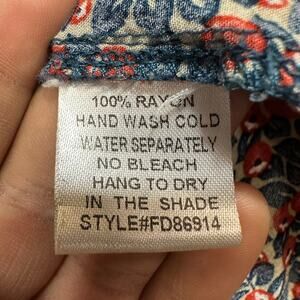 100% RAYON
HAND WASH COLD
WATER SEPARATELY
NO BLEACH
HANG TO DRY
IN THE SHADE
STYLE#FD86914